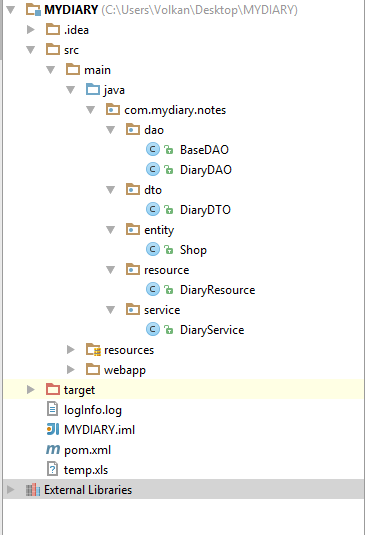 MYDIARY (C:\Users\Volkan\Desktop\MYDIARY)
.idea
src
main
java
com.mydiary.notes
dao
BaseDAO
DiaryDAO
dto
DiaryDTO
entity
Shop
resource
DiaryResource
service
DiaryService
resources
webapp
target
logInfo.log
MYDIARY.iml
pom.xml
temp.xls
External Libraries